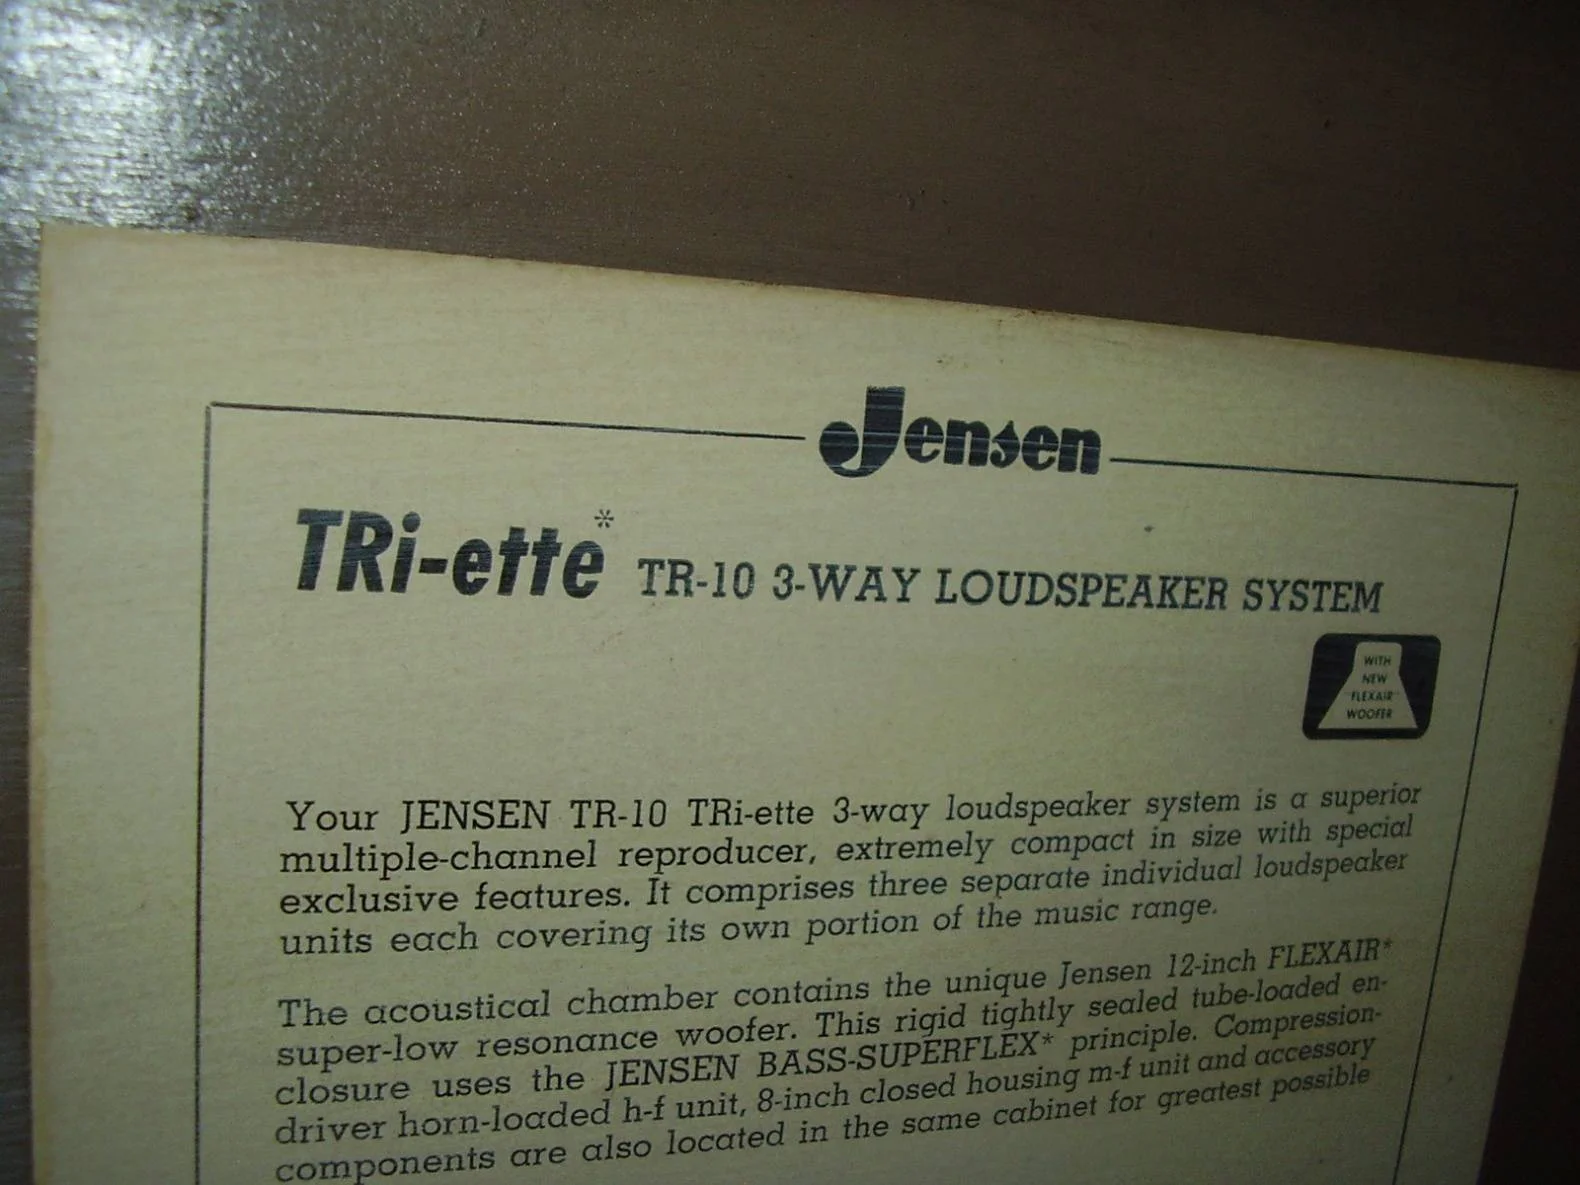 Jensen
TRi-ette* TR-10 3-WAY LOUDSPEAKER SYSTEM
WITH
NEW
"FLEXAIR"
WOOFER
Your JENSEN TR-10 TRi-ette 3-way loudspeaker system is a superior
multiple-channel reproducer, extremely compact in size with special
exclusive features. It comprises three separate individual loudspeaker
units each covering its own portion of the music range.
The acoustical chamber contains the unique Jensen 12-inch FLEXAIR*
super-low resonance woofer. This rigid tightly sealed tube-loaded en-
closure uses the JENSEN BASS-SUPERFLEX* principle. Compression-
driver horn-loaded h-f unit, 8-inch closed housing m-f unit and accessory
components are also located in the same cabinet for greatest possible